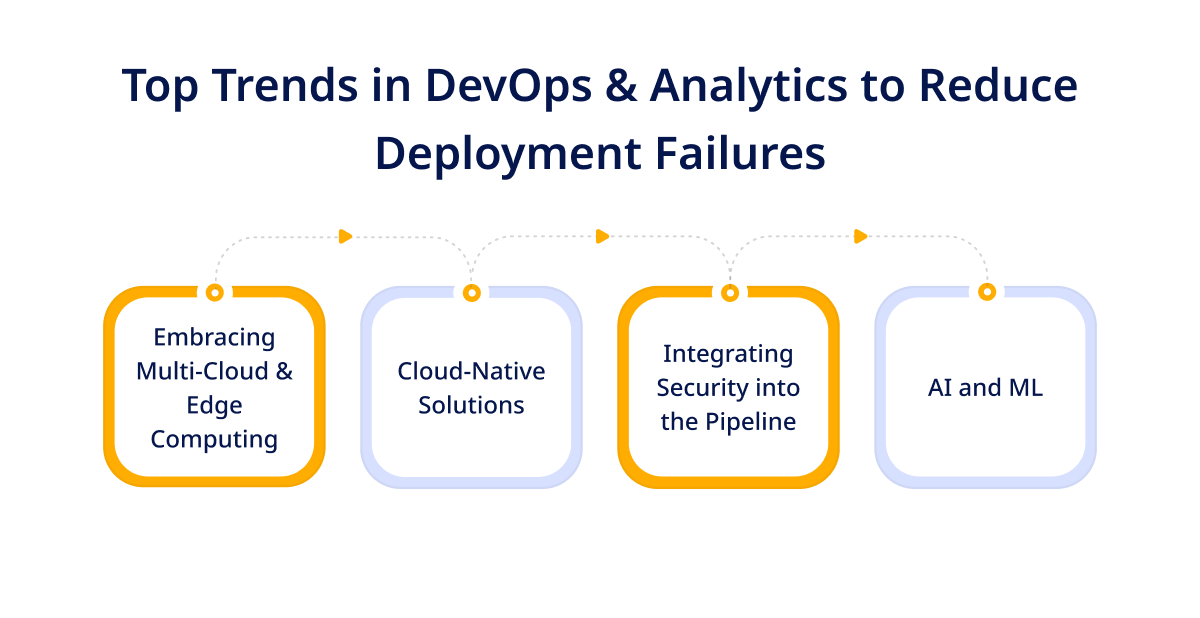 Top Trends in DevOps & Analytics to Reduce
Deployment Failures
Embracing
Multi-Cloud &
Edge
Computing
Cloud-Native
Solutions
Integrating
Security into
the Pipeline
AI and ML